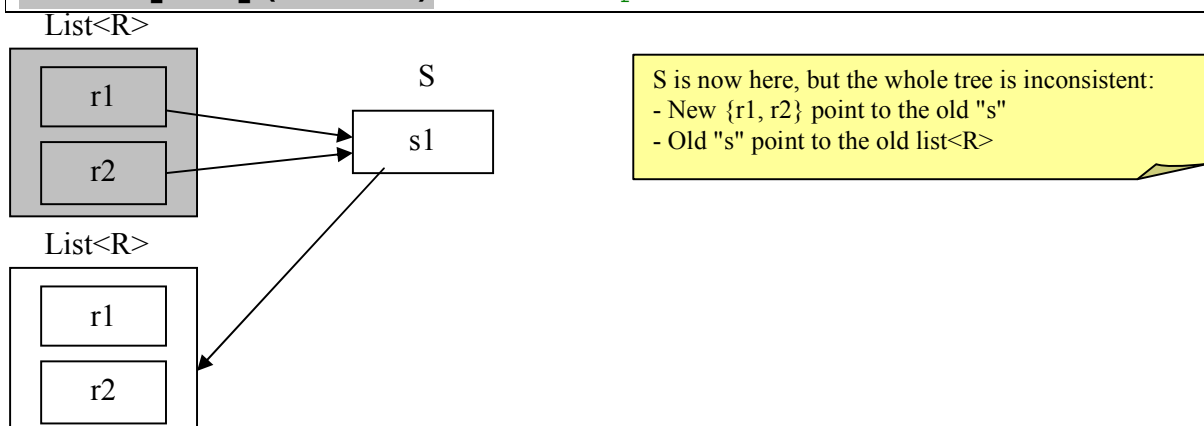 List<R>
r1
r2
S
s1
S is now here, but the whole tree is inconsistent:
- New {r1, r2} point to the old "s"
- Old "s" point to the old list<R>
List<R>
r1
r2